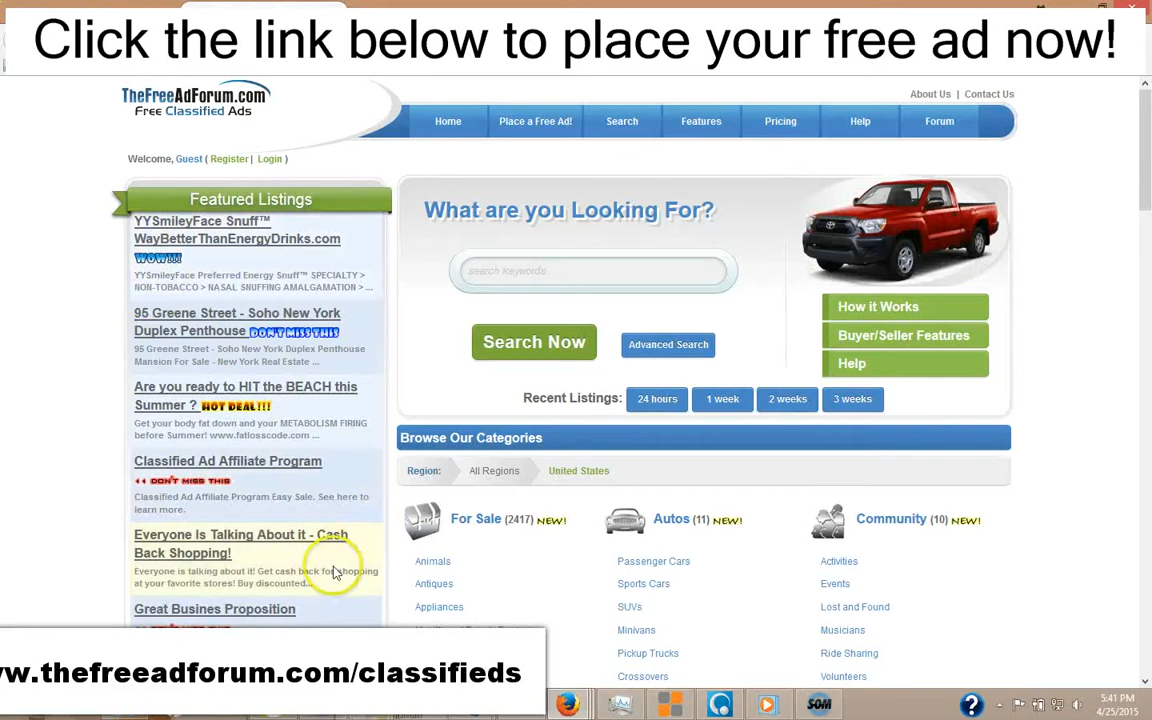 Click the link below to place your free ad now!
TheFreeAdForum.com
Free Classified Ads
About Us | Contact Us
Home
Place a Free Ad!
Search
Features
Pricing
Help
Forum
Welcome, Guest ( Register | Login )
Featured Listings
YYSmileyFace Snuff™
WayBetterThanEnergyDrinks.com
WOW!!!
YYSmileyFace Preferred Energy Snuff™ SPECIALTY >
NON-TOBACCO > NASAL SNUFFING AMALGAMATION > ...
95 Greene Street - Soho New York
Duplex Penthouse DON'T MISS THIS
95 Greene Street - Soho New York Duplex Penthouse
Mansion For Sale - New York Real Estate ...
Are you ready to HIT the BEACH this
Summer ? HOT DEAL!!!
Get your body fat down and your METABOLISM FIRING
before Summer! www.fatlosscode.com ...
Classified Ad Affiliate Program
DON'T MISS THIS
Classified Ad Affiliate Program Easy Sale. See here to
learn more.
Everyone Is Talking About it - Cash
Back Shopping!
Everyone is talking about it! Get cash back for shopping
at your favorite stores! Buy discounted...
Great Busines Proposition
What are you Looking For?
search keywords.
Search Now
Advanced Search
How it Works
Buyer/Seller Features
Help
Recent Listings:
24 hours
1 week
2 weeks
3 weeks
Browse Our Categories
Region:
All Regions
United States
For Sale (2417) NEW!
Animals
Antiques
Appliances
Autos (11) NEW!
Passenger Cars
Sports Cars
SUVs
Minivans
Pickup Trucks
Crossovers
Community (10) NEW!
Activities
Events
Lost and Found
Musicians
Ride Sharing
Volunteers
w.thefreeadforum.com/classifieds
SOM
5:41 PM
4/25/2015